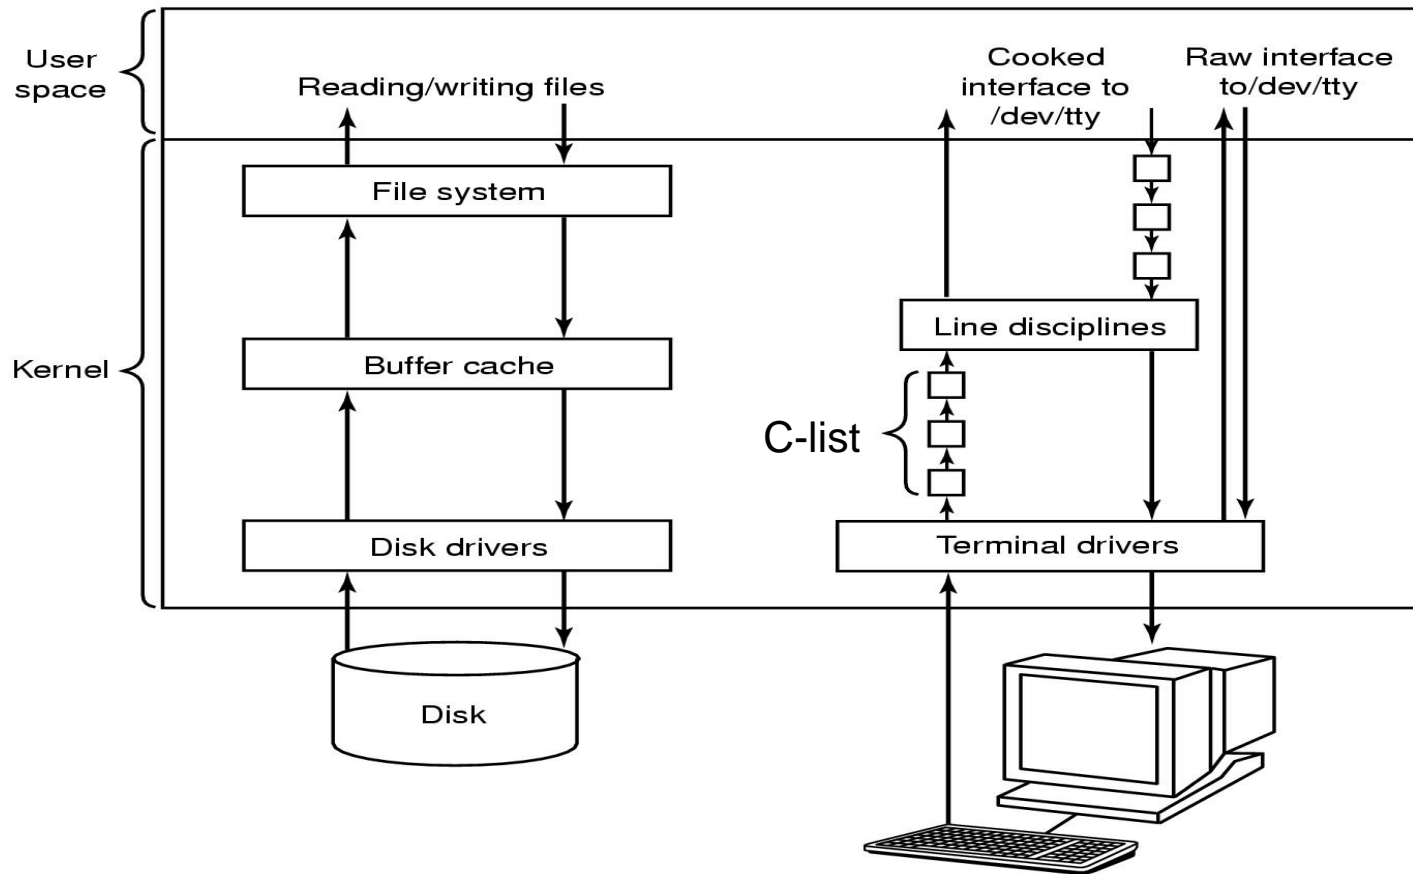 User
space
Reading/writing files
Cooked
interface to
/dev/tty
Raw interface
to/dev/tty
Kernel
File system
Buffer cache
Disk drivers
Disk
Line disciplines
C-list
Terminal drivers